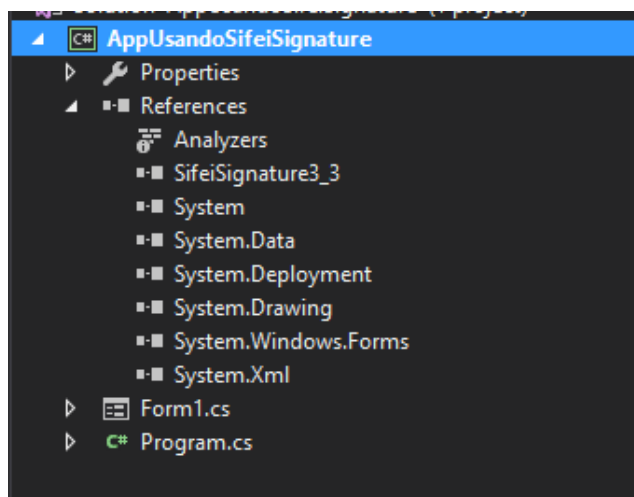 C# AppUsandoSifeiSignature
Properties
References
Analyzers
SifeiSignature3_3
System
System.Data
System.Deployment
System.Drawing
System.Windows.Forms
System.Xml
Form1.cs
C# Program.cs